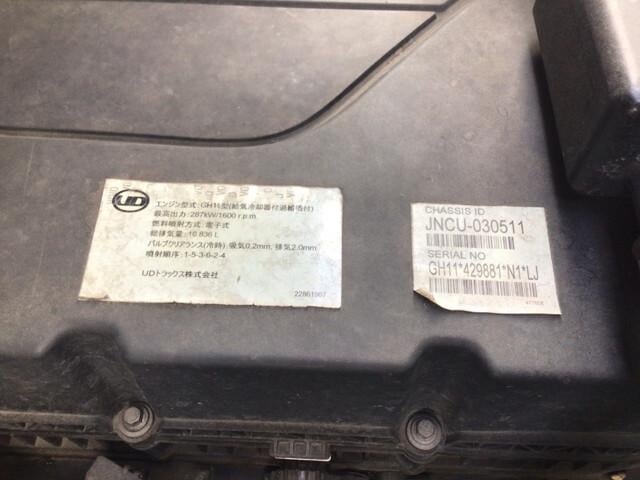 UD
エンジン型式: GH11型(給気冷却器付過給機付)
最高出力: 287kW/1600 r.p.m.
燃料噴射方式: 電子式
総排気量: 10.836 L
バルブクリアランス(冷時): 吸気0.2mm, 排気2.0mm
噴射順序: 1-5-3-6-2-4
UDトラックス株式会社
22861967
CHASSIS ID
JNCU-030511
SERIAL NO
GH11*429881*N1*LJ